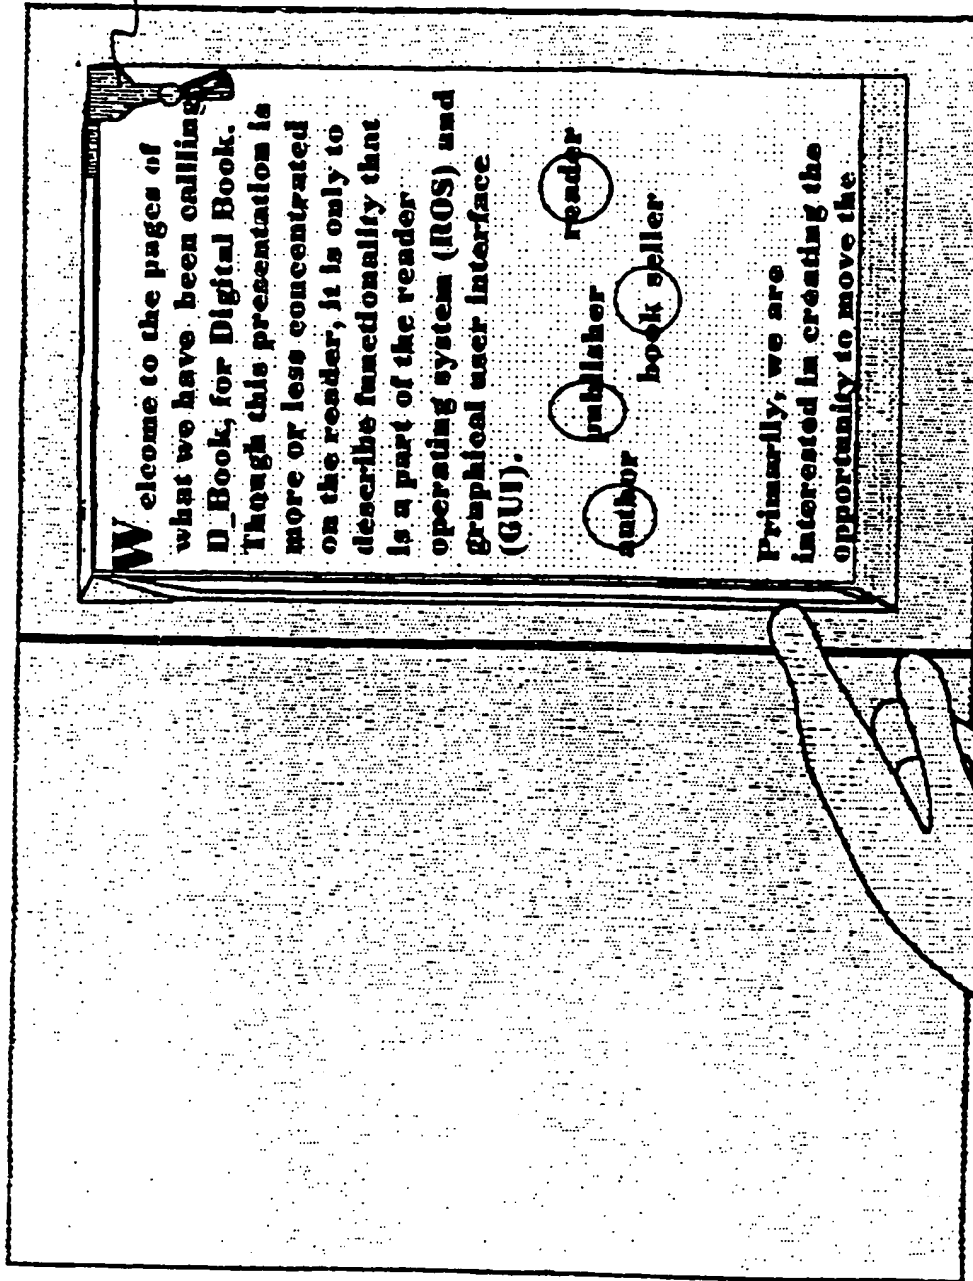 Welcome to the pages of
what we have been callling
D_Book, for Digital Book.
Though this presentation is
more or less concentrated
on the reader, it is only to
describe functionality that
is a part of the reader
operating system (ROS) and
graphical user interface
(GUI).
author publisher book seller reader
Primarily, we are
interested in creating the
opportunity to move the